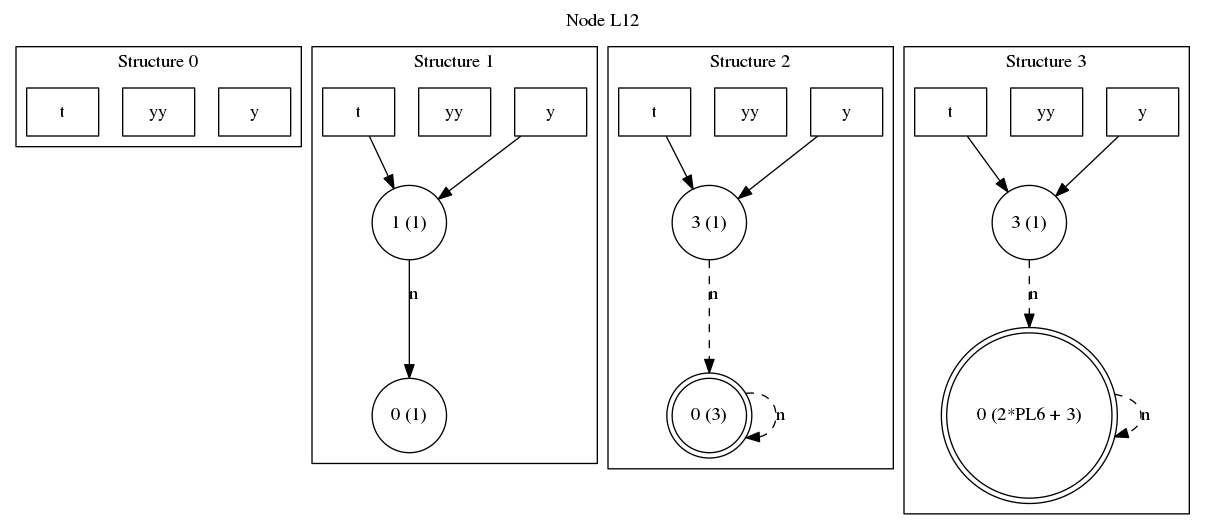 Node L12
Structure 0
t
yy
y
Structure 1
t
yy
y
1 (1)
n
0 (1)
Structure 2
t
yy
y
3 (1)
n
0 (3)
n
Structure 3
t
yy
y
3 (1)
n
0 (2*PL6 + 3)
n